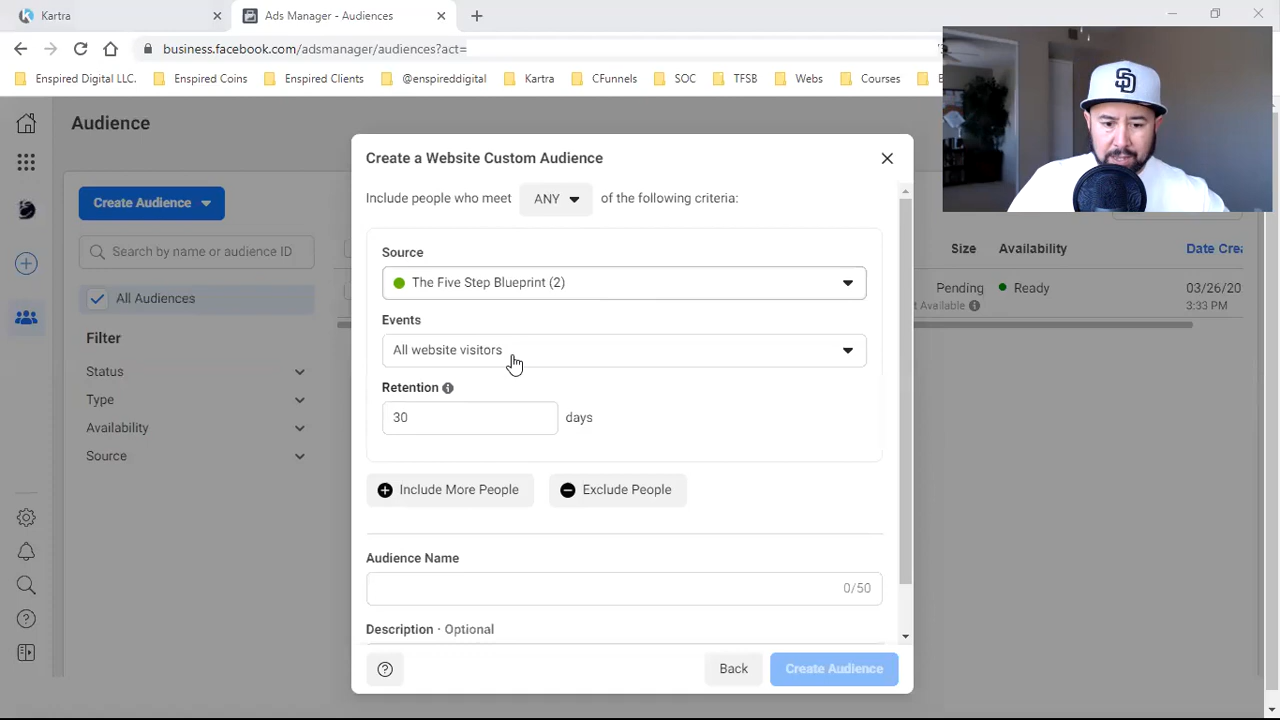 Kartra
Ads Manager - Audiences
business.facebook.com/adsmanager/audiences?act=
Enspired Digital LLC.
Enspired Coins
Enspired Clients
@enspireddigital
Kartra
CFunnels
SOC
TFSB
Webs
Courses
Audience
Create Audience
Search by name or audience ID
All Audiences
Filter
Status
Type
Availability
Source
Size
Availability
Date Crea
Pending
Available
Ready
03/26/20
3:33 PM
Create a Website Custom Audience
Include people who meet ANY of the following criteria:
Source
The Five Step Blueprint (2)
Events
All website visitors
Retention
30 days
Include More People
Exclude People
Audience Name
0/50
Description · Optional
Back
Create Audience
SD